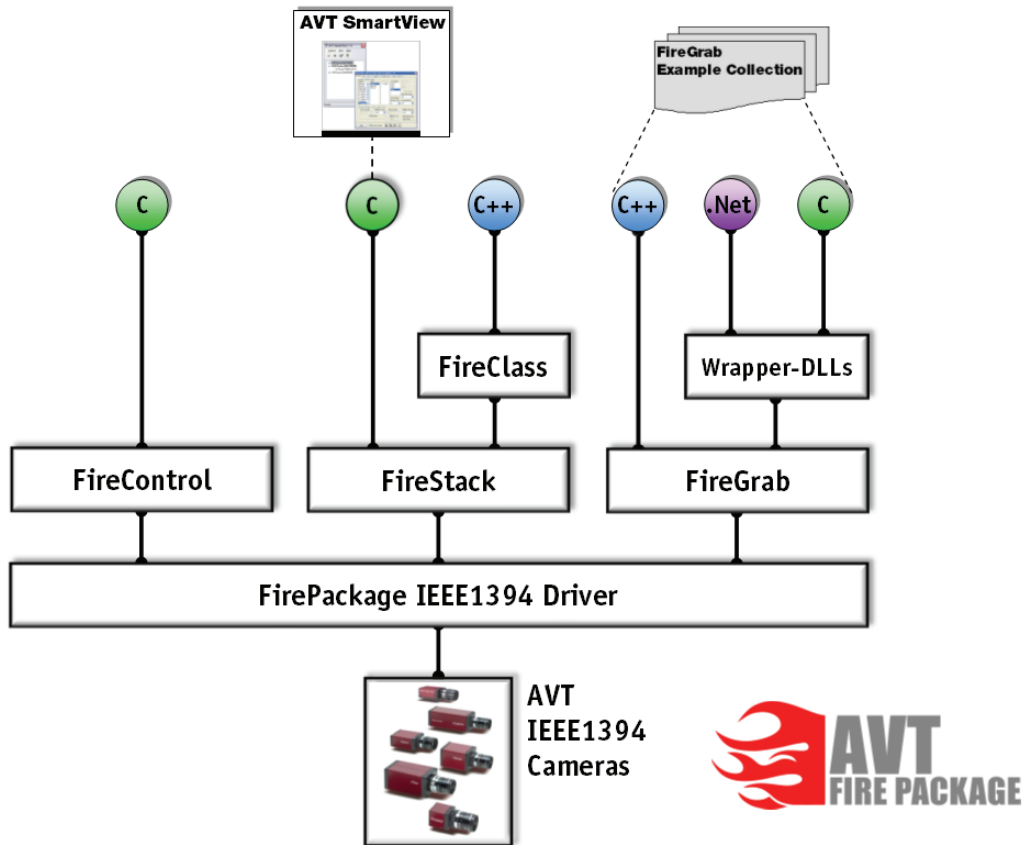 AVT SmartView
FireGrab
Example Collection
C
C
C++
C++
.Net
C
FireClass
Wrapper-DLLs
FireControl
FireStack
FireGrab
FirePackage IEEE1394 Driver
AVT
IEEE1394
Cameras
AVT
FIRE PACKAGE